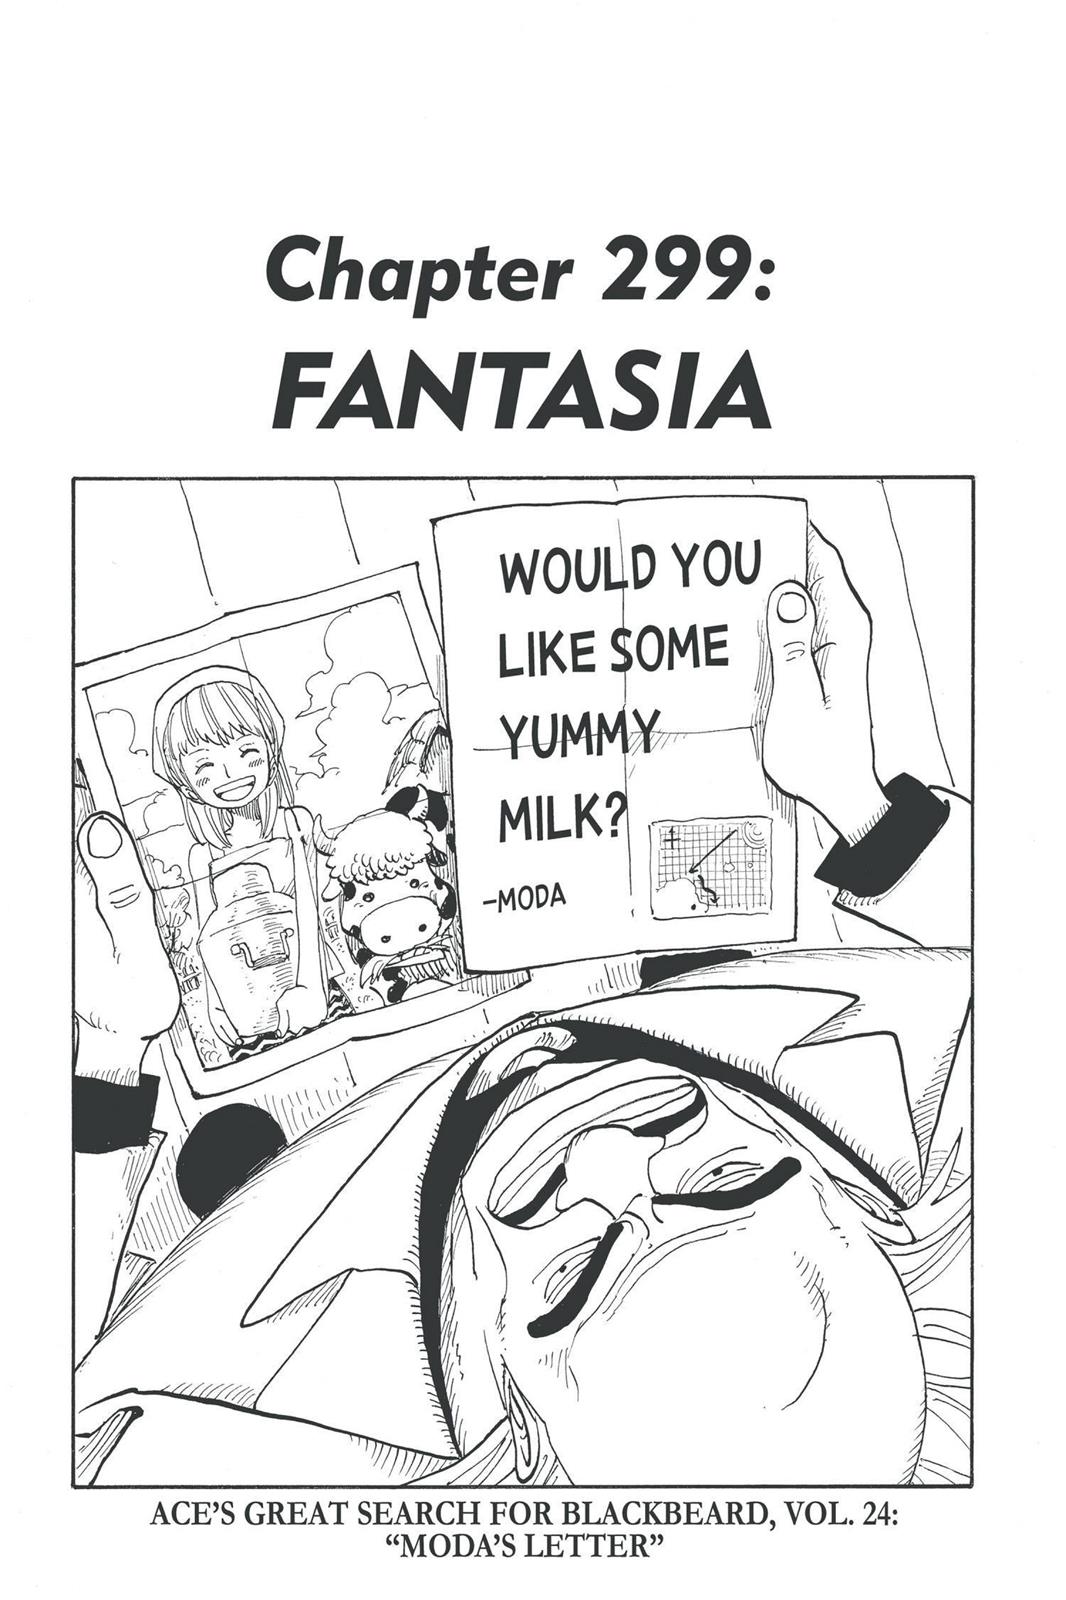 Chapter 299:
FANTASIA
WOULD YOU
LIKE SOME
YUMMY
MILK?
–MODA
ACE'S GREAT SEARCH FOR BLACKBEARD, VOL. 24:
“MODA'S LETTER”